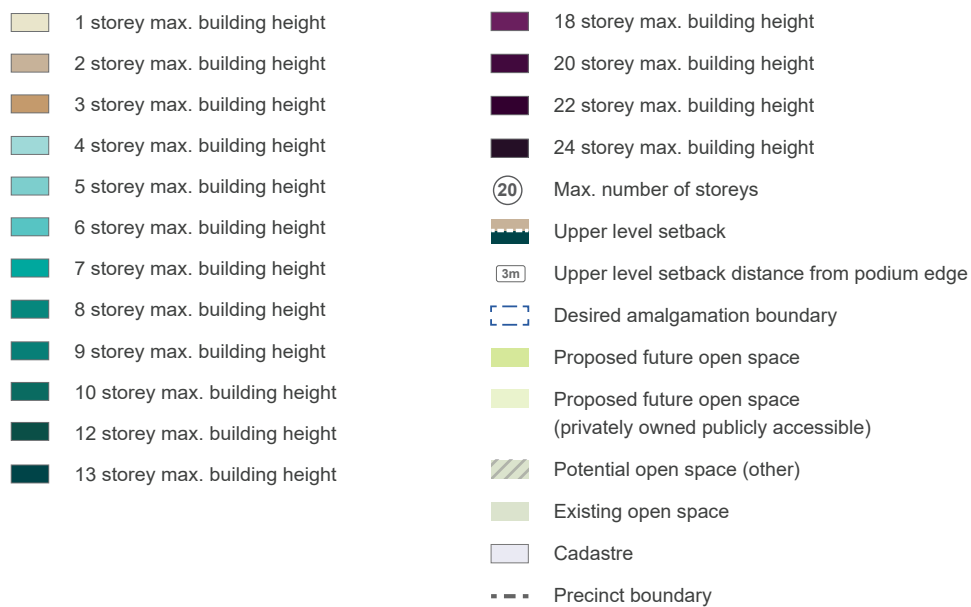 1 storey max. building height
2 storey max. building height
3 storey max. building height
4 storey max. building height
5 storey max. building height
6 storey max. building height
7 storey max. building height
8 storey max. building height
9 storey max. building height
10 storey max. building height
12 storey max. building height
13 storey max. building height
18 storey max. building height
20 storey max. building height
22 storey max. building height
24 storey max. building height
20 Max. number of storeys
Upper level setback
3m Upper level setback distance from podium edge
Desired amalgamation boundary
Proposed future open space
Proposed future open space
(privately owned publicly accessible)
Potential open space (other)
Existing open space
Cadastre
Precinct boundary